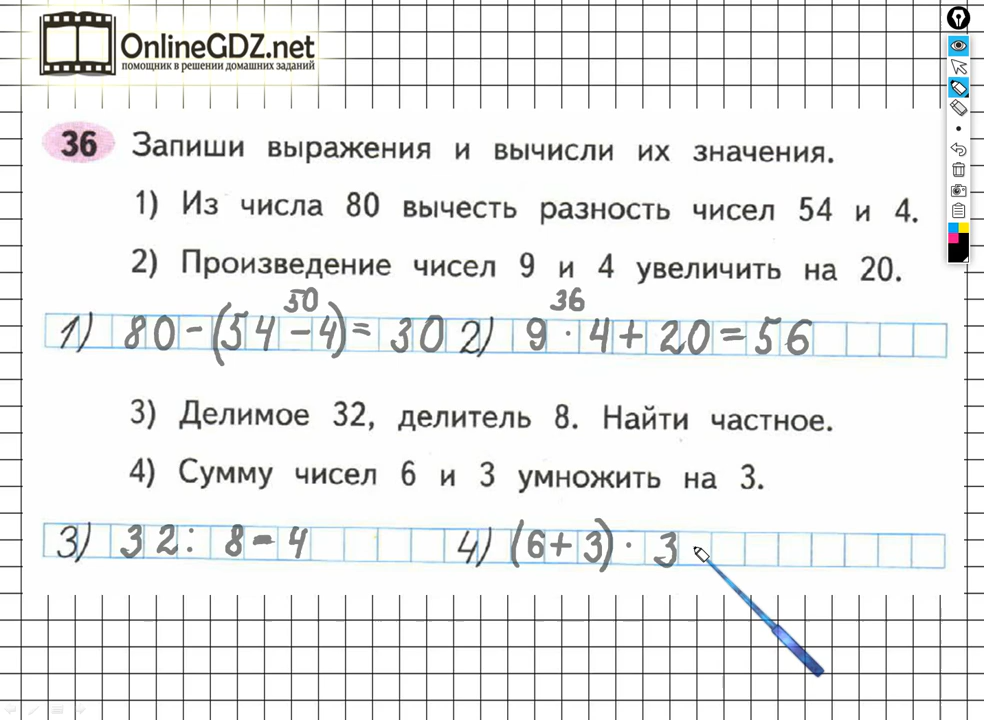 OnlineGDZ.net
помощник в решении домашних заданий
36 Запиши выражения и вычисли их значения.
1) Из числа 80 вычесть разность чисел 54 и 4.
2) Произведение чисел 9 и 4 увеличить на 20.
50 36
1) 80-(54-4)=30 2) 9·4+20=56
3) Делимое 32, делитель 8. Найти частное.
4) Сумму чисел 6 и 3 умножить на 3.
3) 32:8=4 4) (6+3)·3